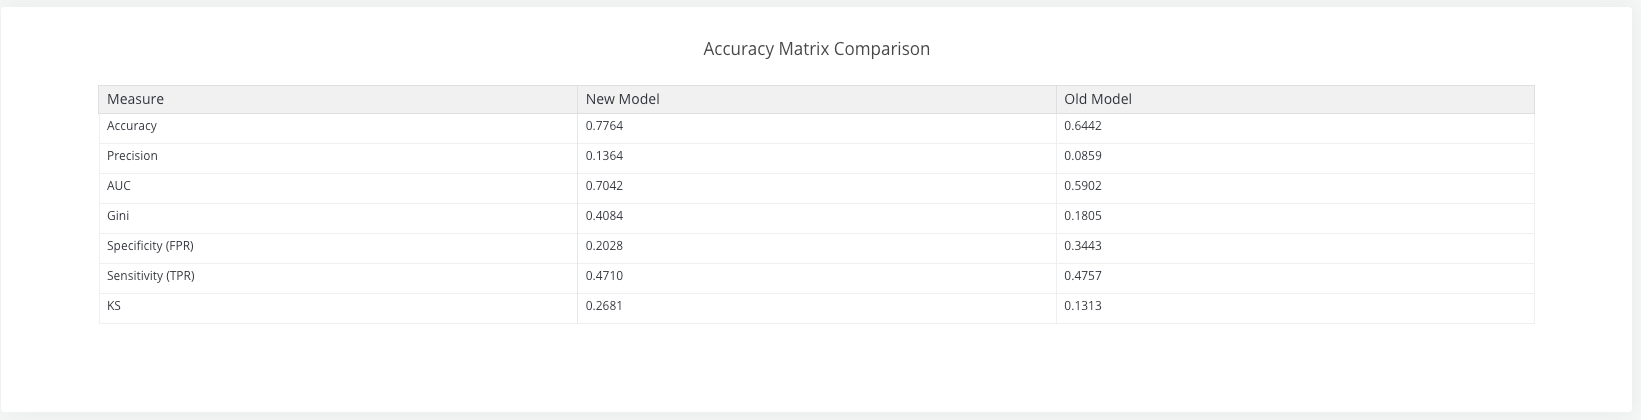 Accuracy Matrix Comparison
Measure New Model Old Model
Accuracy 0.7764 0.6442
Precision 0.1364 0.0859
AUC 0.7042 0.5902
Gini 0.4084 0.1805
Specificity (FPR) 0.2028 0.3443
Sensitivity (TPR) 0.4710 0.4757
KS 0.2681 0.1313